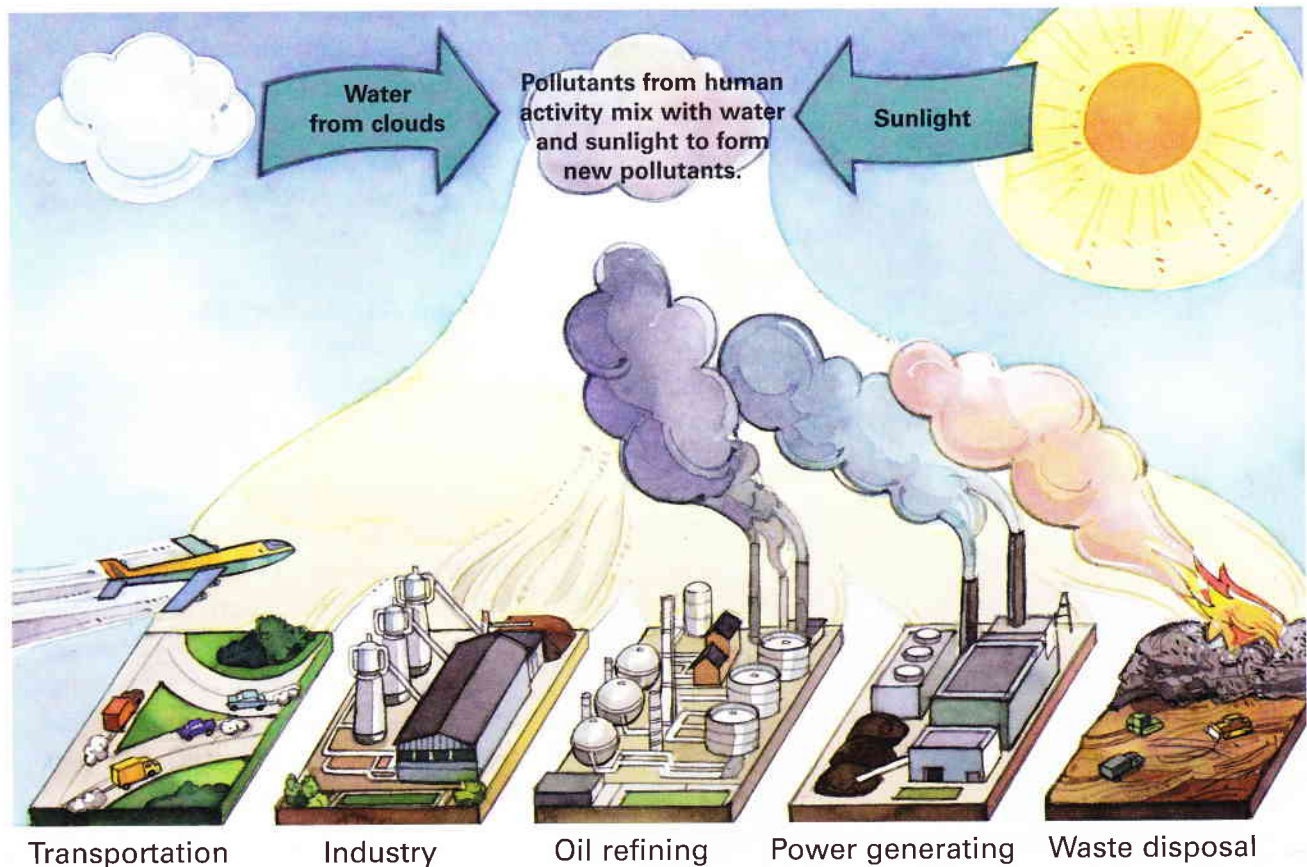 Water
from clouds
Pollutants from human
activity mix with water
and sunlight to form
new pollutants.
Sunlight
Transportation
Industry
Oil refining
Power generating
Waste disposal